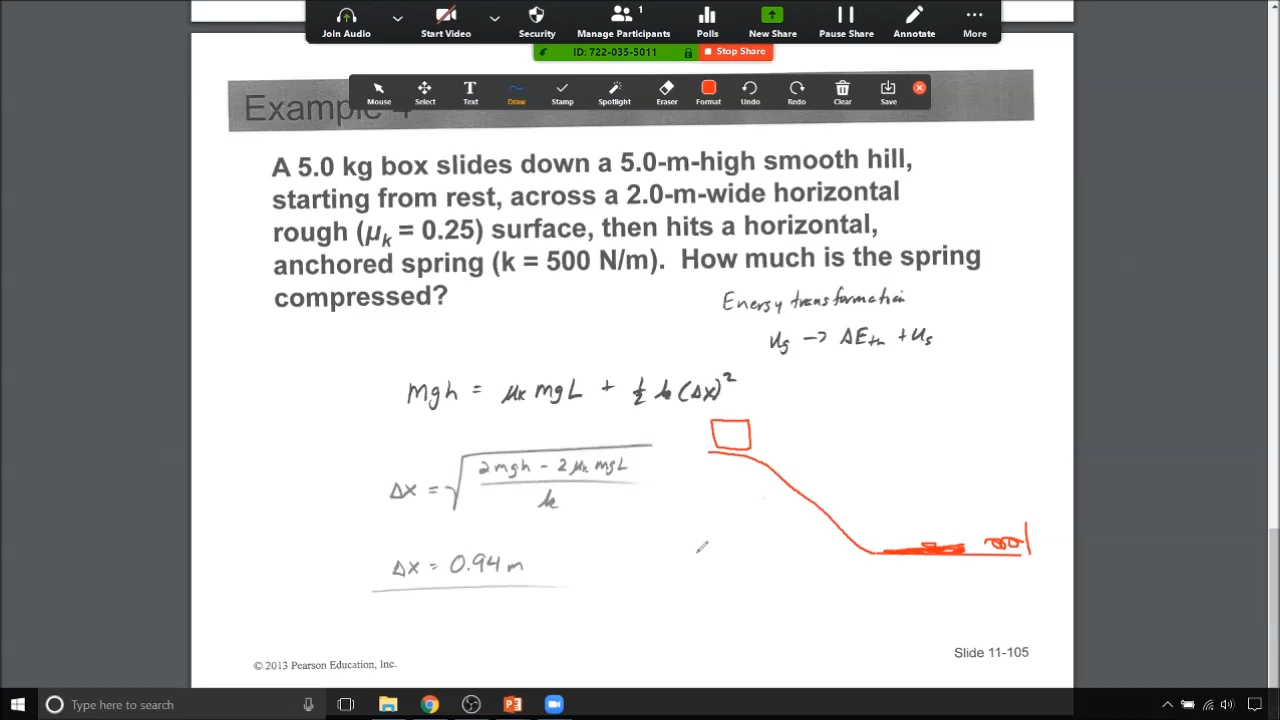 Join Audio
Start Video
Security
1
Manage Participants
Polls
New Share
Pause Share
Annotate
More
ID: 722-035-5011
Stop Share
Mouse
Select
Text
Draw
Stamp
Spotlight
Eraser
Format
Undo
Redo
Clear
Save
Example 4
A 5.0 kg box slides down a 5.0-m-high smooth hill,
starting from rest, across a 2.0-m-wide horizontal
rough (μk = 0.25) surface, then hits a horizontal,
anchored spring (k = 500 N/m). How much is the spring
compressed?
Energy transformation
Ug -> ΔEth + Us
mgh = μk mgL + 1/2 k (Δx)²
Δx = √((2mgh - 2μk mgL)/k)
Δx = 0.94 m
Slide 11-105
© 2013 Pearson Education, Inc.
Type here to search